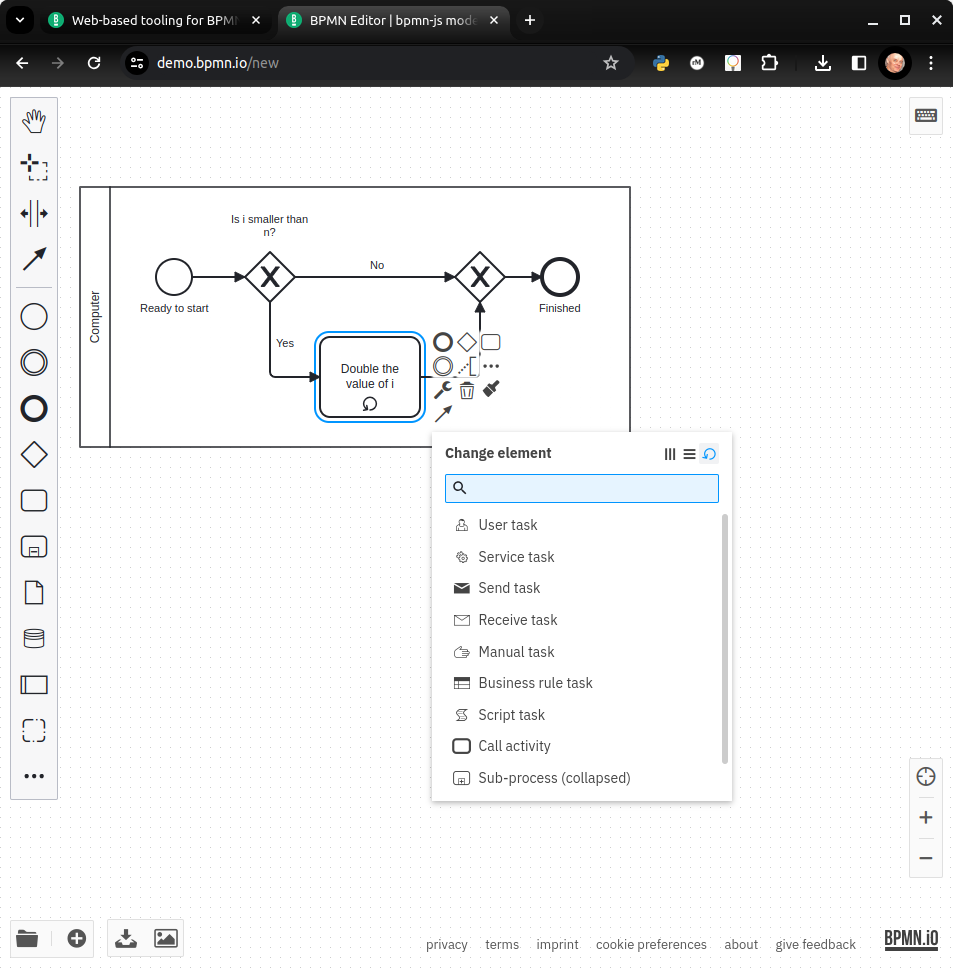 Web-based tooling for BPMN
BPMN Editor | bpmn-js mode
demo.bpmn.io/new
Is i smaller than
n?
No
Computer
Ready to start
Finished
Yes
Double the
value of i
Change element
User task
Service task
Send task
Receive task
Manual task
Business rule task
Script task
Call activity
Sub-process (collapsed)
privacy terms imprint cookie preferences about give feedback
BPMN.iO